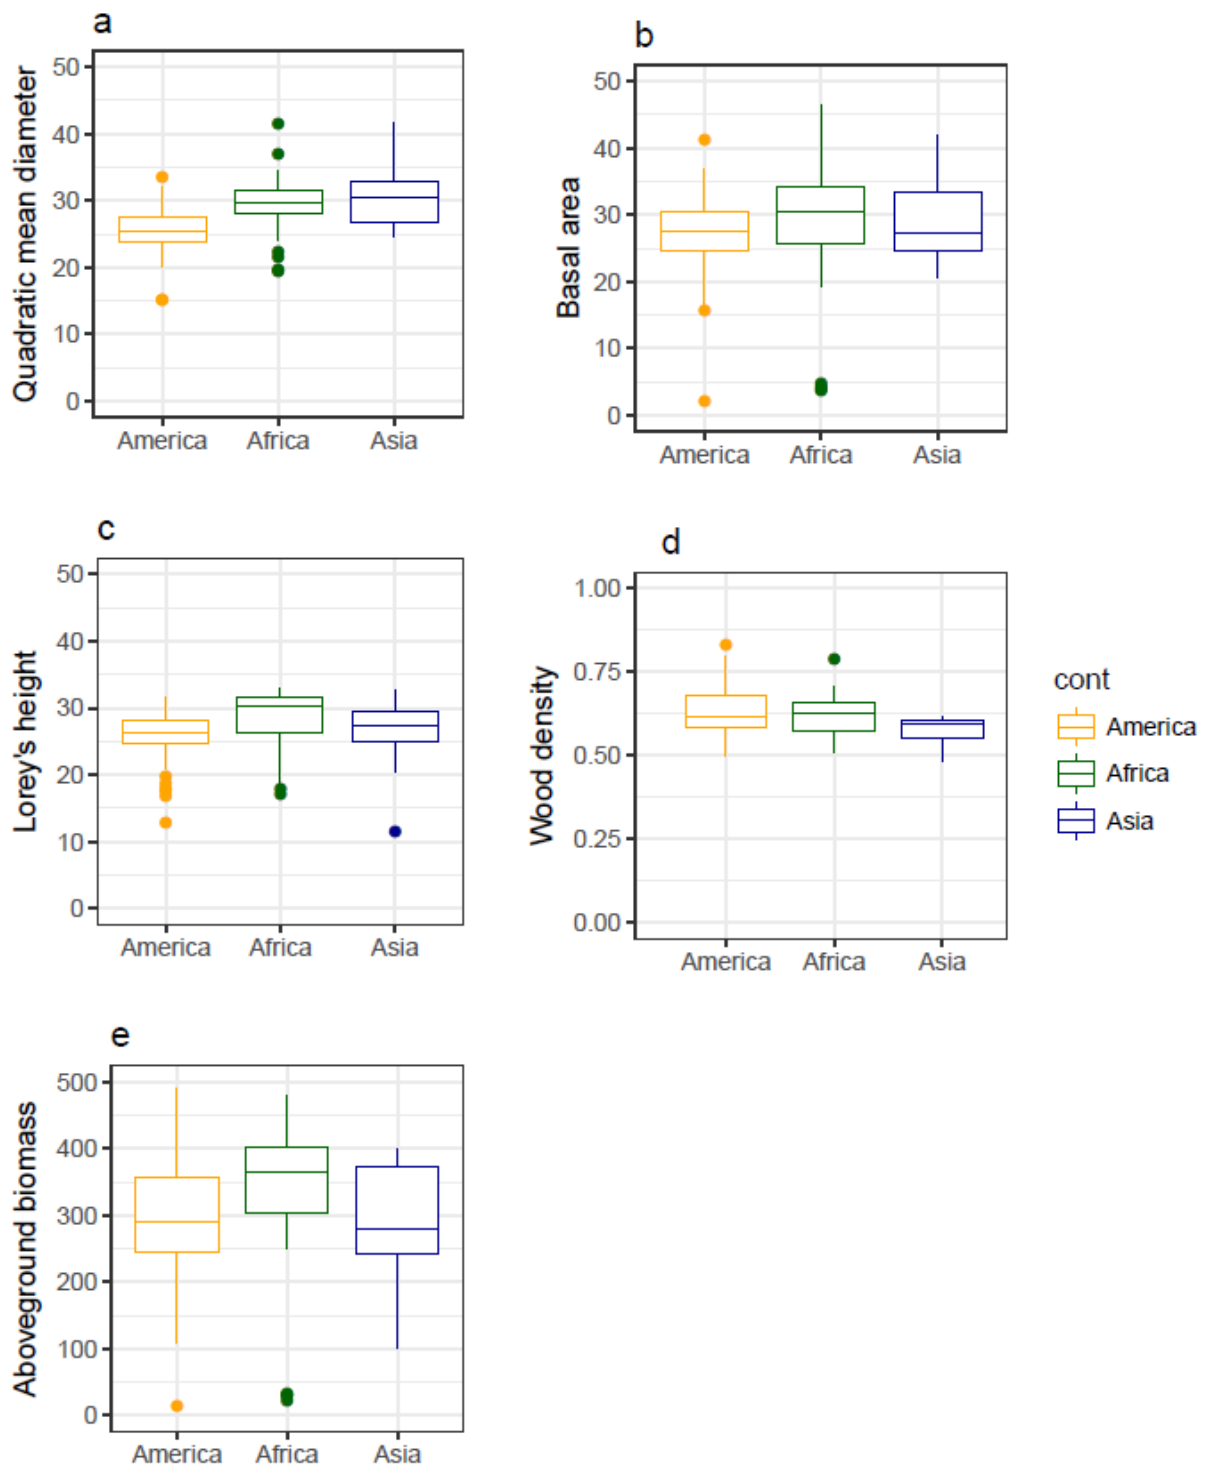 a
50
40
30
20
10
0
Quadratic mean diameter
America Africa Asia
b
50
40
30
20
10
0
Basal area
America Africa Asia
c
50
40
30
20
10
0
Lorey's height
America Africa Asia
d
1.00
0.75
0.50
0.25
0.00
Wood density
America Africa Asia
cont
America
Africa
Asia
e
500
400
300
200
100
0
Aboveground biomass
America Africa Asia